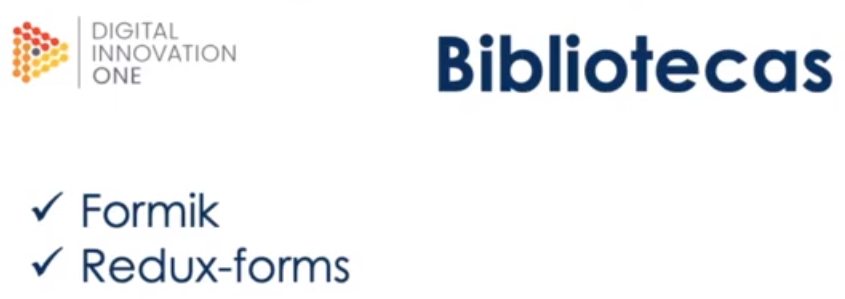 DIGITAL
INNOVATION
ONE
Bibliotecas
✓ Formik
✓ Redux-forms